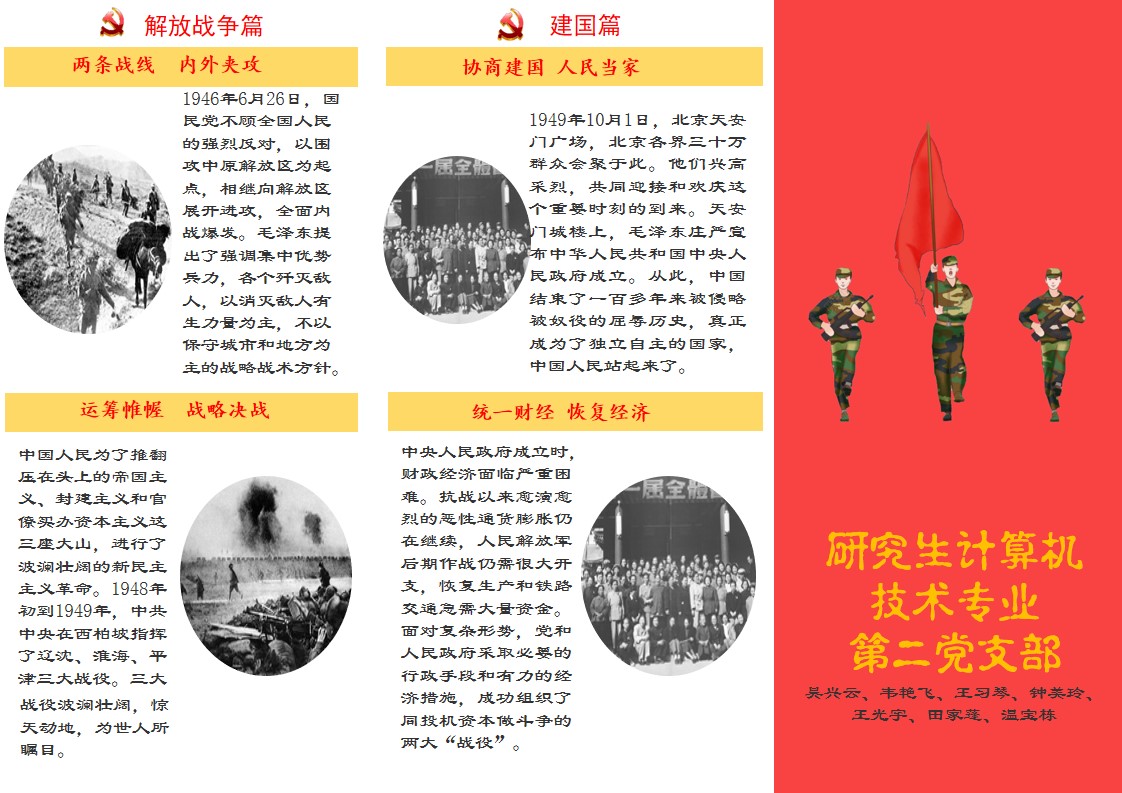 解放战争篇
两条战线 内外夹攻
1946年6月26日，国
民党不顾全国人民
的强烈反对，以围
攻中原解放区为起
点，相继向解放区
展开进攻，全面内
战爆发。毛泽东提
出了强调集中优势
兵力，各个歼灭敌
人，以消灭敌人有
生力量为主，不以
保守城市和地方为
主的战略战术方针。
运筹帷幄 战略决战
中国人民为了推翻
压在头上的帝国主
义、封建主义和官
僚买办资本主义这
三座大山，进行了
波澜壮阔的新民主
主义革命。1948年
初到1949年，中共
中央在西柏坡指挥
了辽沈、淮海、平
津三大战役。三大
战役波澜壮阔，惊
天动地，为世人所
瞩目。
建国篇
协商建国 人民当家
1949年10月1日，北京天安
门广场，北京各界三十万
群众会聚于此。他们兴高
采烈，共同迎接和欢庆这
个重要时刻的到来。天安
门城楼上，毛泽东庄严宣
布中华人民共和国中央人
民政府成立。从此，中国
结束了一百多年来被侵略
被奴役的屈辱历史，真正
成为了独立自主的国家，
中国人民站起来了。
一届全體
统一财经 恢复经济
中央人民政府成立时，
财政经济面临严重困
难。抗战以来愈演愈
烈的恶性通货膨胀仍
在继续，人民解放军
后期作战仍需很大开
支，恢复生产和铁路
交通急需大量资金。
面对复杂形势，党和
人民政府采取必要的
行政手段和有力的经
济措施，成功组织了
同投机资本做斗争的
两大“战役”。
一届全體
研究生计算机
技术专业
第二党支部
吴兴云、韦艳飞、王习琴、钟美玲、
王光宇、田家莲、温宝栋